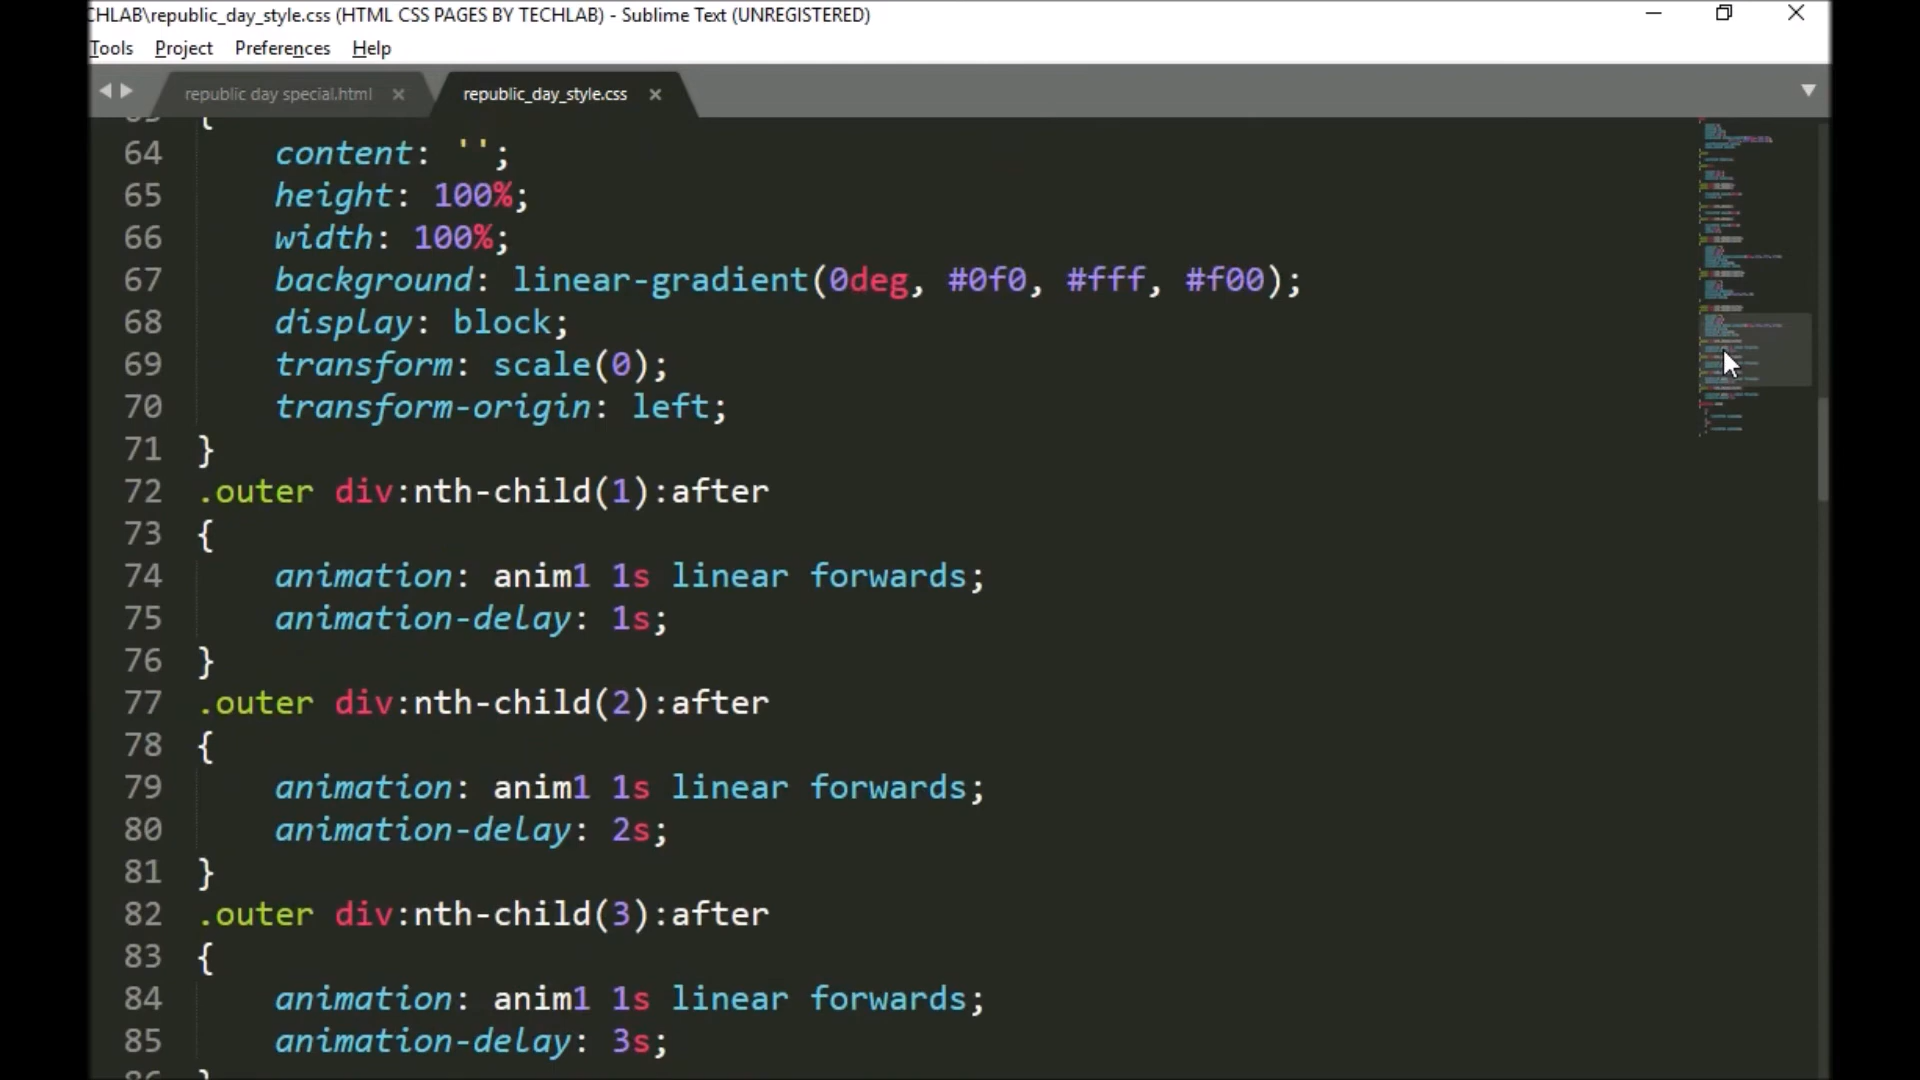 CHLAB\republic_day_style.css (HTML CSS PAGES BY TECHLAB) - Sublime Text (UNREGISTERED)
Tools Project Preferences Help
republic day special.html × republic_day_style.css ×
{
64 content: '';
65 height: 100%;
66 width: 100%;
67 background: linear-gradient(0deg, #0f0, #fff, #f00);
68 display: block;
69 transform: scale(0);
70 transform-origin: left;
71 }
72 .outer div:nth-child(1):after
73 {
74 animation: anim1 1s linear forwards;
75 animation-delay: 1s;
76 }
77 .outer div:nth-child(2):after
78 {
79 animation: anim1 1s linear forwards;
80 animation-delay: 2s;
81 }
82 .outer div:nth-child(3):after
83 {
84 animation: anim1 1s linear forwards;
85 animation-delay: 3s;